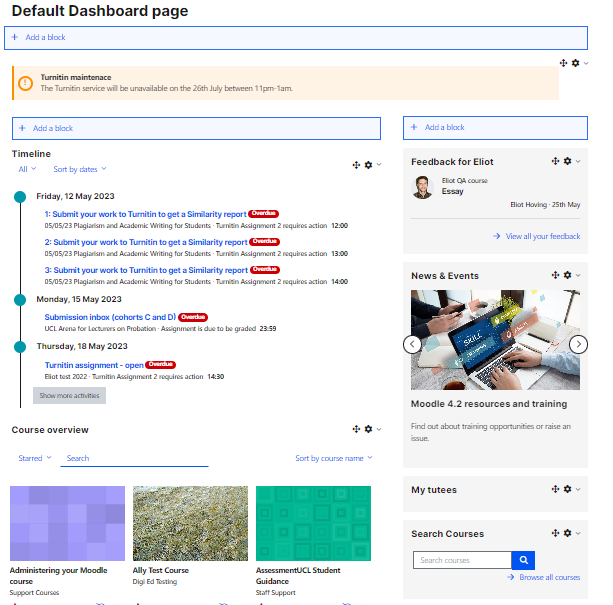 Default Dashboard page
+ Add a block
Turnitin maintenace
The Turnitin service will be unavailable on the 26th July between 11pm-1am.
+ Add a block
Timeline
All
Sort by dates
Friday, 12 May 2023
1: Submit your work to Turnitin to get a Similarity report Overdue
05/05/23 Plagiarism and Academic Writing for Students · Turnitin Assignment 2 requires action 12:00
2: Submit your work to Turnitin to get a Similarity report Overdue
05/05/23 Plagiarism and Academic Writing for Students · Turnitin Assignment 2 requires action 13:00
3: Submit your work to Turnitin to get a Similarity report Overdue
05/05/23 Plagiarism and Academic Writing for Students · Turnitin Assignment 2 requires action 14:00
Monday, 15 May 2023
Submission inbox (cohorts C and D) Overdue
UCL Arena for Lecturers on Probation · Assignment is due to be graded 23:59
Thursday, 18 May 2023
Turnitin assignment - open Overdue
Eliot test 2022 · Turnitin Assignment 2 requires action 14:30
Show more activities
Course overview
Starred
Search
Sort by course name
Administering your Moodle course
Support Courses
Ally Test Course
Digi Ed Testing
AssessmentUCL Student Guidance
Staff Support
+ Add a block
Feedback for Eliot
Eliot QA course
Essay
Eliot Hoving · 25th May
View all your feedback
News & Events
SKILL
Moodle 4.2 resources and training
Find out about training opportunities or raise an
issue.
My tutees
Search Courses
Search courses
Browse all courses